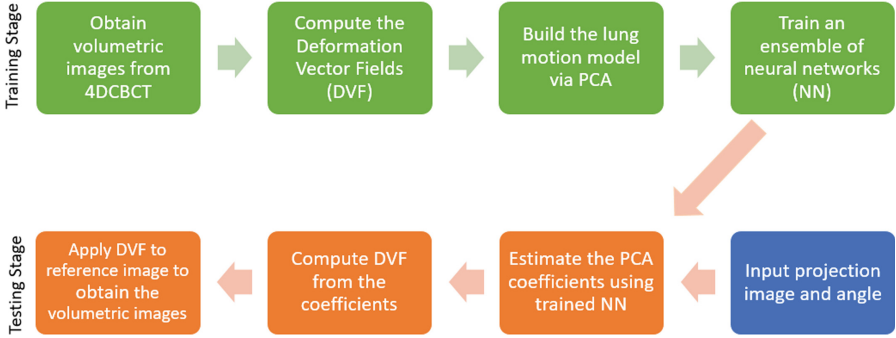 Training Stage
Obtain
volumetric
images from
4DCBCT
Compute the
Deformation
Vector Fields
(DVF)
Build the lung
motion model
via PCA
Train an
ensemble of
neural networks
(NN)
Testing Stage
Apply DVF to
reference image to
obtain the
volumetric images
Compute DVF
from the
coefficients
Estimate the PCA
coefficients using
trained NN
Input projection
image and angle